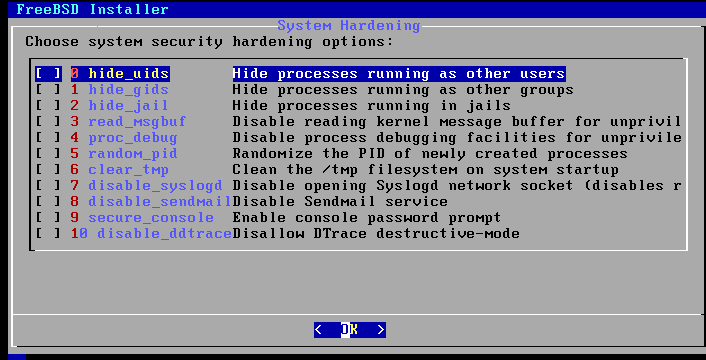 FreeBSD Installer
System Hardening
Choose system security hardening options:
[ ] 0 hide_uids Hide processes running as other users
[ ] 1 hide_gids Hide processes running as other groups
[ ] 2 hide_jail Hide processes running in jails
[ ] 3 read_msgbuf Disable reading kernel message buffer for unprivil
[ ] 4 proc_debug Disable process debugging facilities for unprivile
[ ] 5 random_pid Randomize the PID of newly created processes
[ ] 6 clear_tmp Clean the /tmp filesystem on system startup
[ ] 7 disable_syslogd Disable opening Syslogd network socket (disables r
[ ] 8 disable_sendmail Disable Sendmail service
[ ] 9 secure_console Enable console password prompt
[ ] 10 disable_ddtrace Disallow DTrace destructive-mode
< OK >